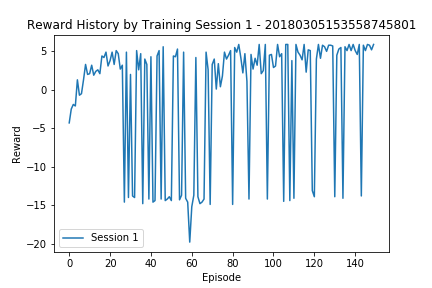 Reward History by Training Session 1 - 20180305153558745801
Reward
5
0
−5
−10
−15
−20
Session 1
0 20 40 60 80 100 120 140
Episode